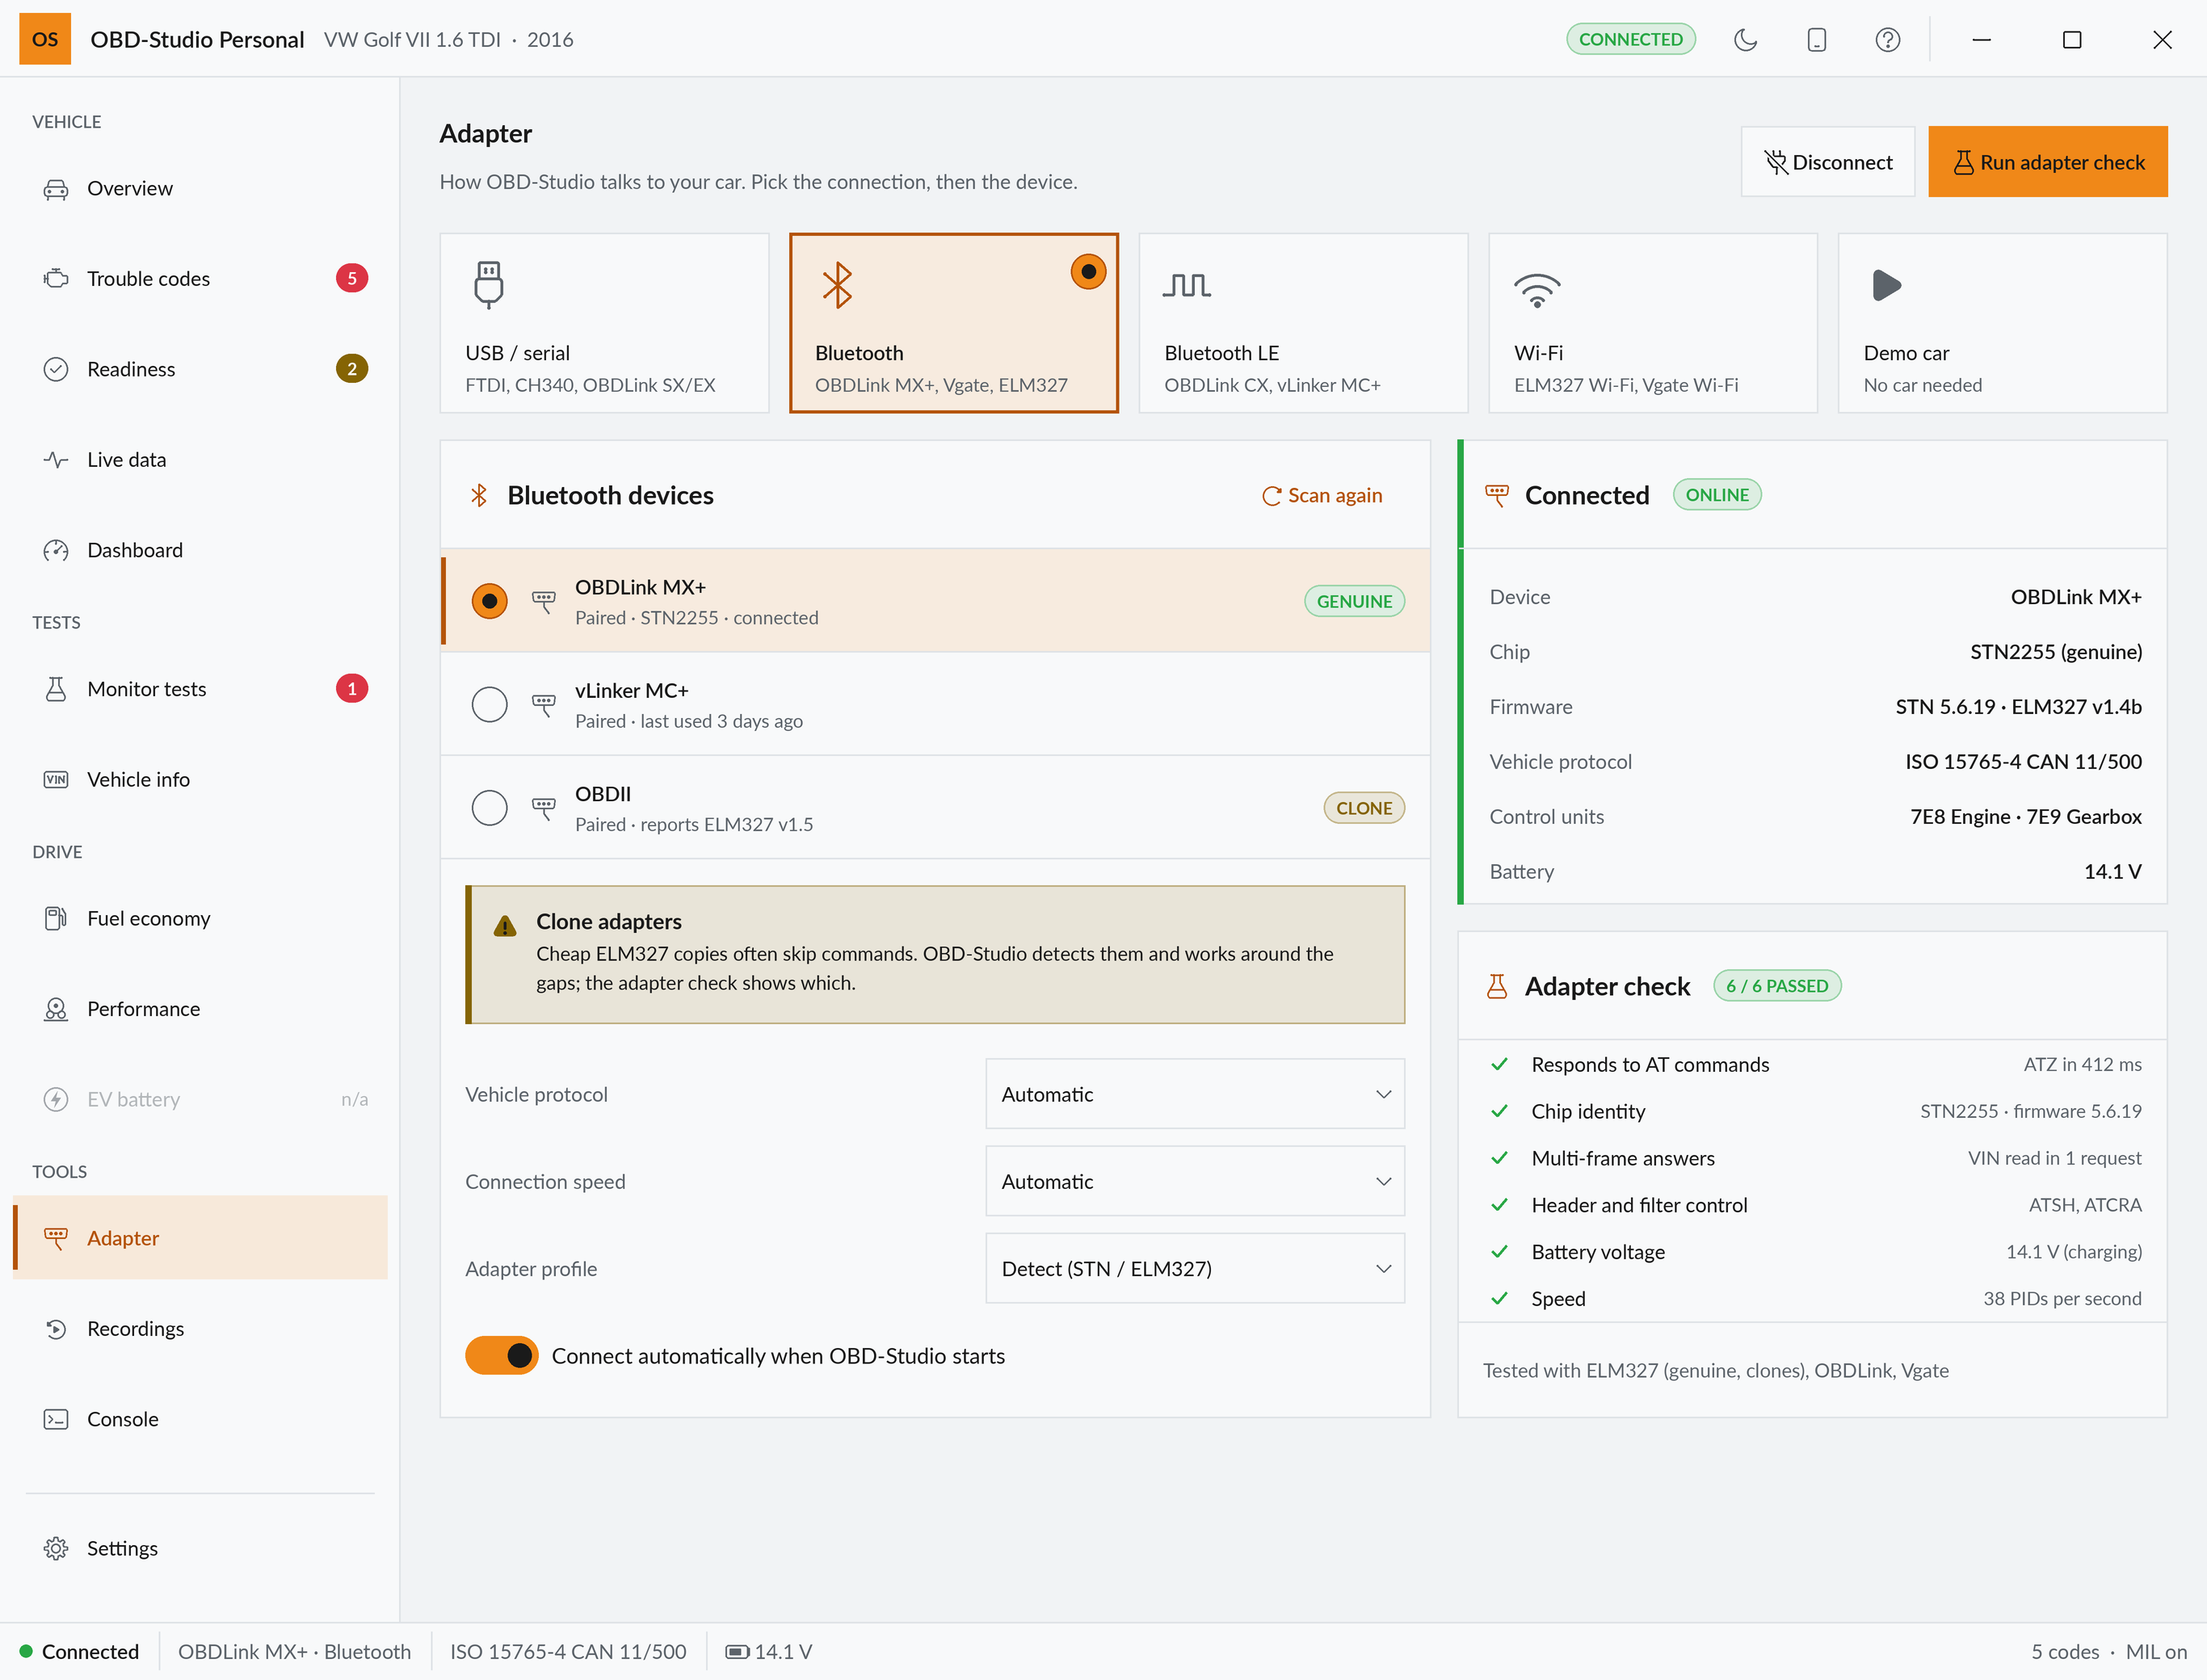 OS OBD-Studio Personal VW Golf VII 1.6 TDI · 2016 CONNECTED
VEHICLE
Overview
Trouble codes 5
Readiness 2
Live data
Dashboard
TESTS
Monitor tests 1
VIN Vehicle info
DRIVE
Fuel economy
Performance
EV battery n/a
TOOLS
Adapter
Recordings
Console
Settings
Adapter
How OBD-Studio talks to your car. Pick the connection, then the device.
Disconnect
Run adapter check
USB / serial
FTDI, CH340, OBDLink SX/EX
Bluetooth
OBDLink MX+, Vgate, ELM327
Bluetooth LE
OBDLink CX, vLinker MC+
Wi-Fi
ELM327 Wi-Fi, Vgate Wi-Fi
Demo car
No car needed
Bluetooth devices Scan again
OBDLink MX+
Paired · STN2255 · connected
GENUINE
vLinker MC+
Paired · last used 3 days ago
OBDII
Paired · reports ELM327 v1.5
CLONE
Clone adapters
Cheap ELM327 copies often skip commands. OBD-Studio detects them and works around the
gaps; the adapter check shows which.
Vehicle protocol Automatic
Connection speed Automatic
Adapter profile Detect (STN / ELM327)
Connect automatically when OBD-Studio starts
Connected ONLINE
Device OBDLink MX+
Chip STN2255 (genuine)
Firmware STN 5.6.19 · ELM327 v1.4b
Vehicle protocol ISO 15765-4 CAN 11/500
Control units 7E8 Engine · 7E9 Gearbox
Battery 14.1 V
Adapter check 6 / 6 PASSED
Responds to AT commands ATZ in 412 ms
Chip identity STN2255 · firmware 5.6.19
Multi-frame answers VIN read in 1 request
Header and filter control ATSH, ATCRA
Battery voltage 14.1 V (charging)
Speed 38 PIDs per second
Tested with ELM327 (genuine, clones), OBDLink, Vgate
Connected OBDLink MX+ · Bluetooth ISO 15765-4 CAN 11/500 14.1 V 5 codes · MIL on